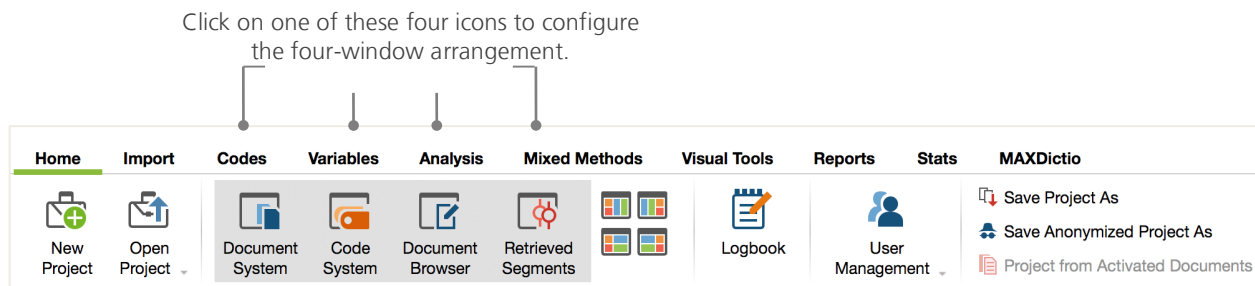 Click on one of these four icons to configure
the four-window arrangement.
Home Import Codes Variables Analysis Mixed Methods Visual Tools Reports Stats MAXDictio
New Project
Open Project
Document System
Code System
Document Browser
Retrieved Segments
Logbook
User Management
Save Project As
Save Anonymized Project As
Project from Activated Documents